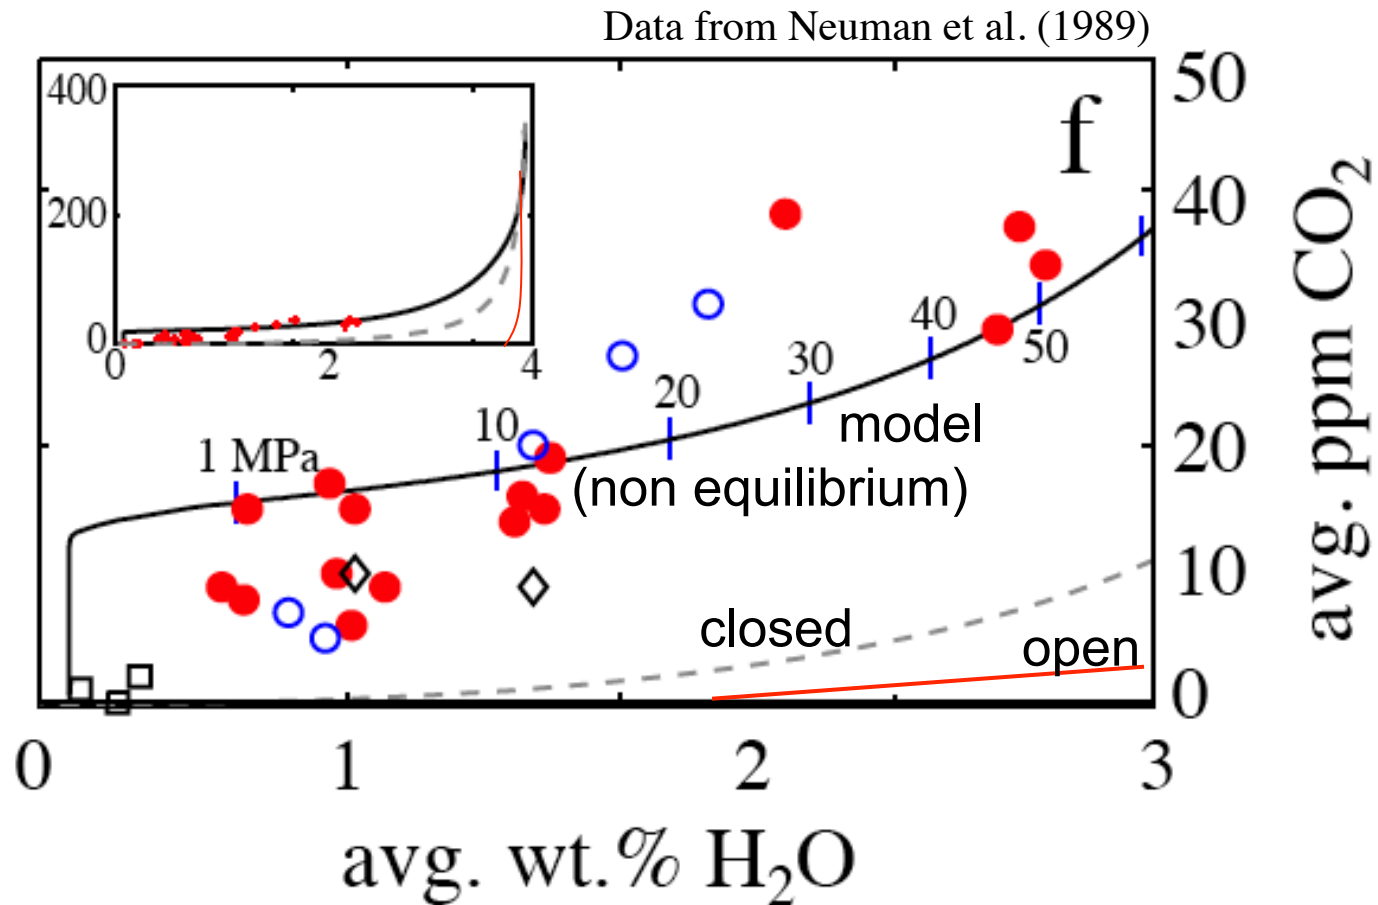 Data from Neuman et al. (1989)
f
400
200
0
0
2
4
50
40
30
20
10
0
avg. ppm CO₂
1 MPa
10
20
30
40
50
model
(non equilibrium)
closed
open
0
1
2
3
avg. wt.% H₂O